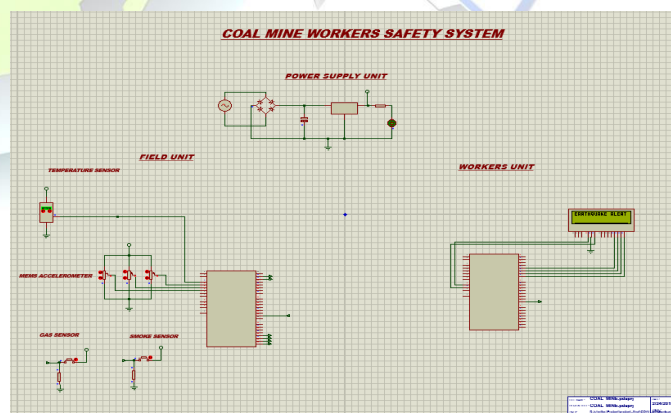 COAL MINE WORKERS SAFETY SYSTEM
POWER SUPPLY UNIT
FIELD UNIT
WORKERS UNIT
TEMPERATURE SENSOR
EARTHQUAKE ALERT
MEMS ACCELEROMETER
GAS SENSOR
SMOKE SENSOR
COAL MINE.pdsprj
COAL MINE.pdsprj